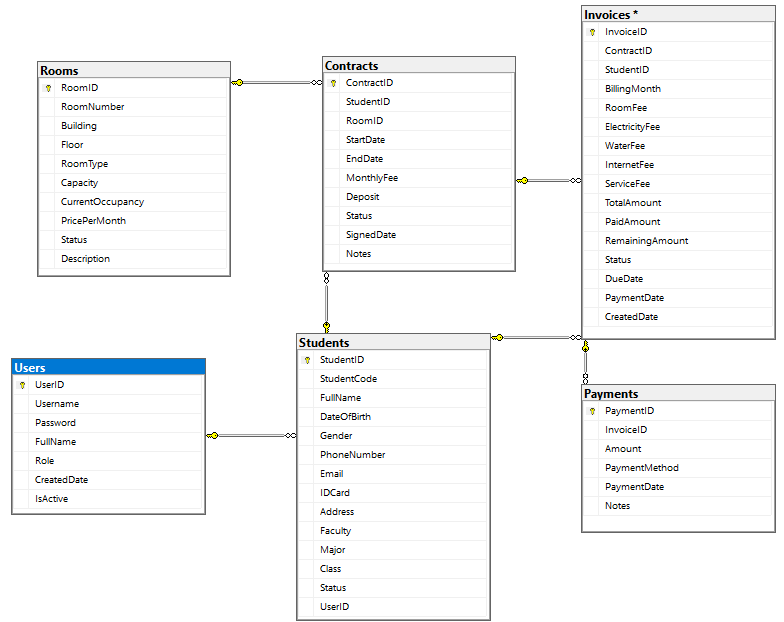 Rooms
RoomID
RoomNumber
Building
Floor
RoomType
Capacity
CurrentOccupancy
PricePerMonth
Status
Description
Contracts
ContractID
StudentID
RoomID
StartDate
EndDate
MonthlyFee
Deposit
Status
SignedDate
Notes
Invoices *
InvoiceID
ContractID
StudentID
BillingMonth
RoomFee
ElectricityFee
WaterFee
InternetFee
ServiceFee
TotalAmount
PaidAmount
RemainingAmount
Status
DueDate
PaymentDate
CreatedDate
Users
UserID
Username
Password
FullName
Role
CreatedDate
IsActive
Students
StudentID
StudentCode
FullName
DateOfBirth
Gender
PhoneNumber
Email
IDCard
Address
Faculty
Major
Class
Status
UserID
Payments
PaymentID
InvoiceID
Amount
PaymentMethod
PaymentDate
Notes